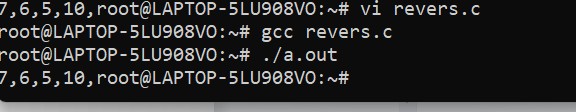 7,6,5,10,root@LAPTOP-5LU908VO:~# vi revers.c
root@LAPTOP-5LU908VO:~# gcc revers.c
root@LAPTOP-5LU908VO:~# ./a.out
7,6,5,10,root@LAPTOP-5LU908VO:~#